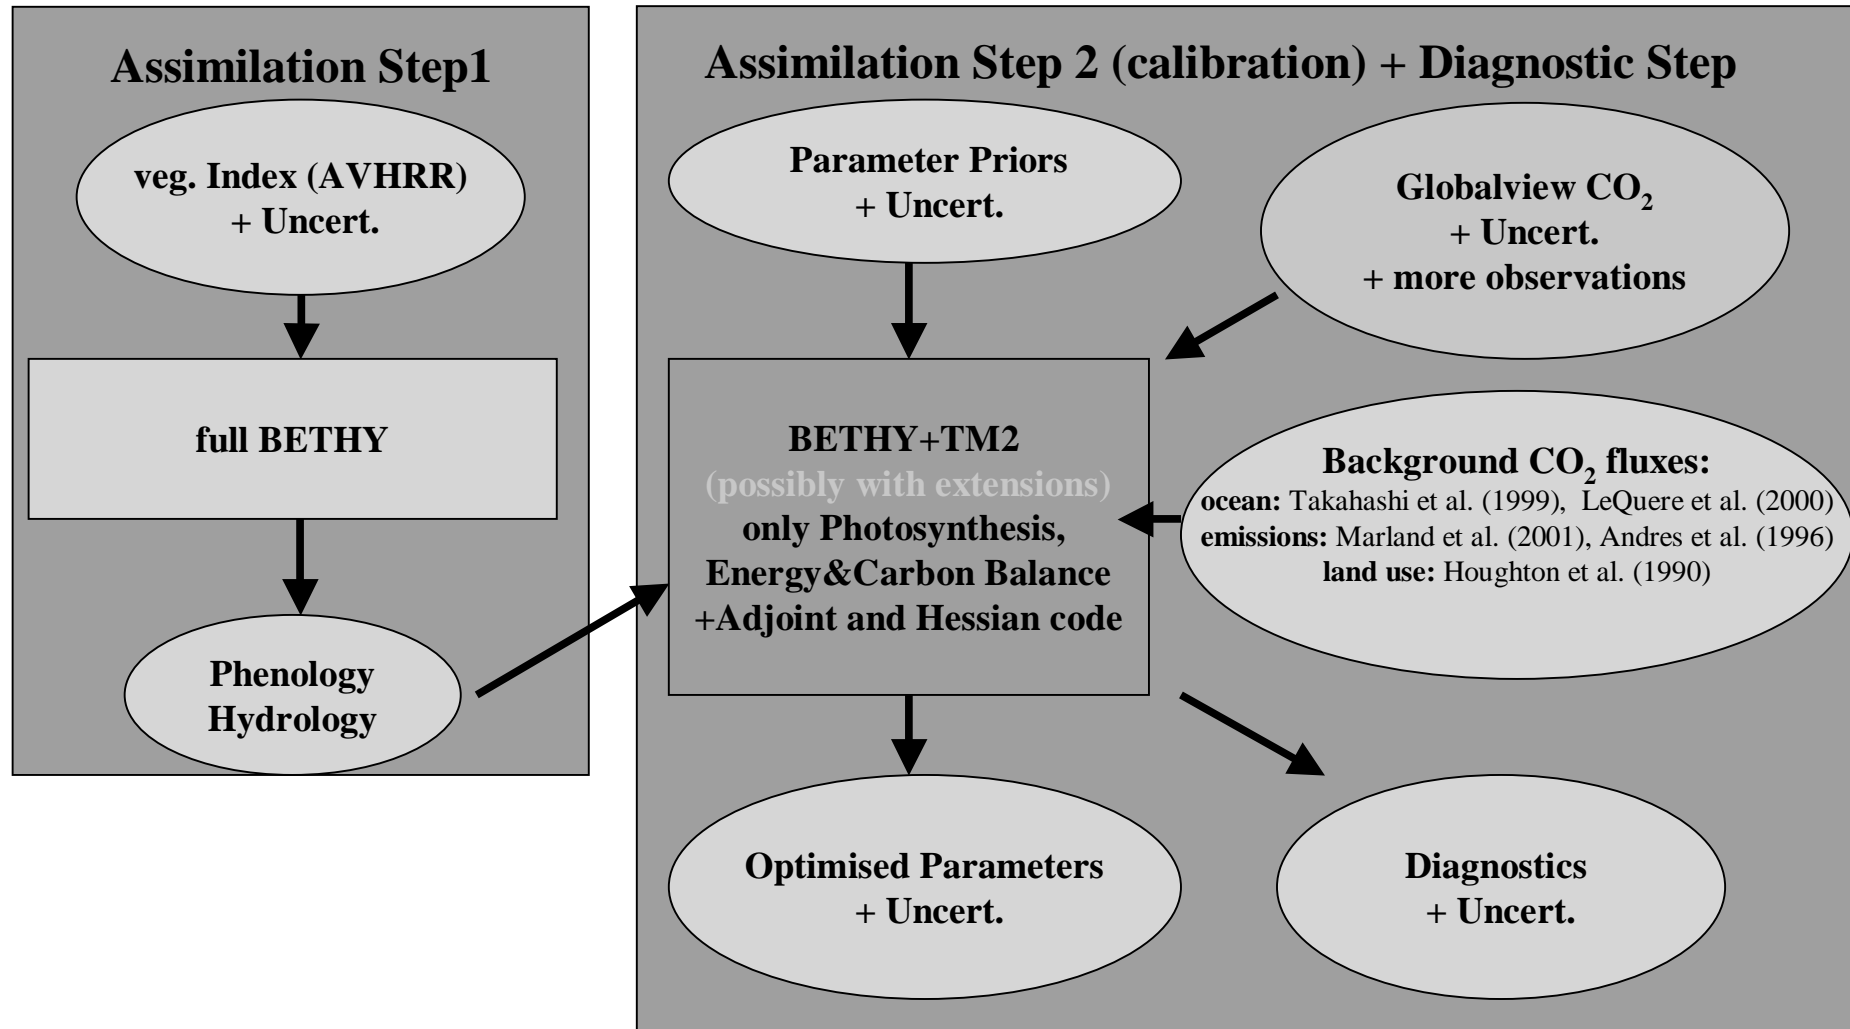 Assimilation Step1
veg. Index (AVHRR)
+ Uncert.
full BETHY
Phenology
Hydrology
Assimilation Step 2 (calibration) + Diagnostic Step
Parameter Priors
+ Uncert.
Globalview CO₂
+ Uncert.
+ more observations
BETHY+TM2
(possibly with extensions)
only Photosynthesis,
Energy&Carbon Balance
+Adjoint and Hessian code
Background CO₂ fluxes:
ocean: Takahashi et al. (1999), LeQuere et al. (2000)
emissions: Marland et al. (2001), Andres et al. (1996)
land use: Houghton et al. (1990)
Optimised Parameters
+ Uncert.
Diagnostics
+ Uncert.